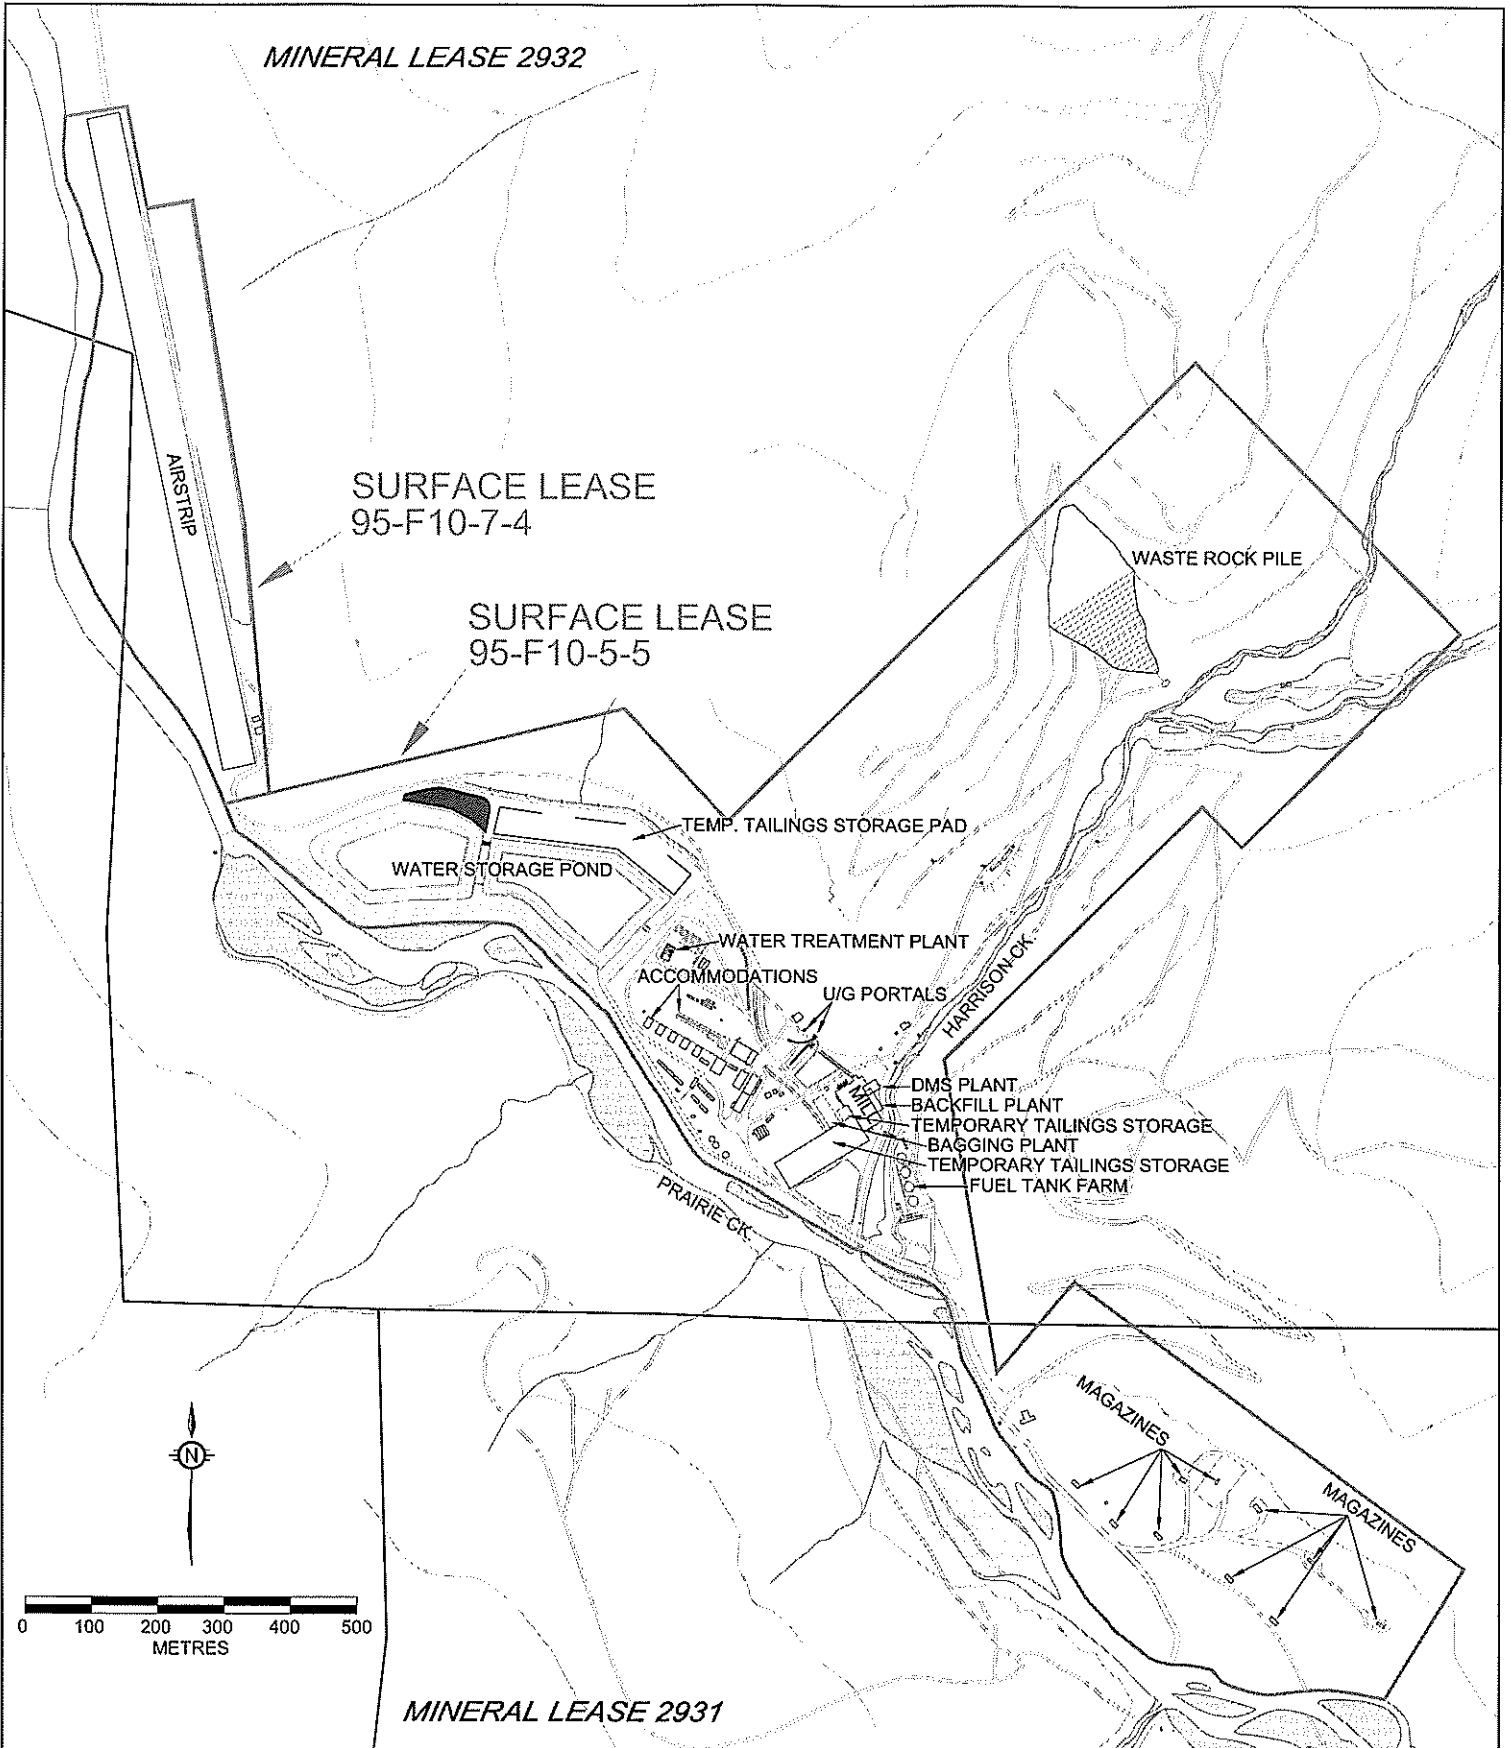 MINERAL LEASE 2932
AIRSTRIP
SURFACE LEASE
95-F10-7-4
SURFACE LEASE
95-F10-5-5
WASTE ROCK PILE
TEMP. TAILINGS STORAGE PAD
WATER STORAGE POND
WATER TREATMENT PLANT
ACCOMMODATIONS
U/G PORTALS
HARRISON CK.
MILL
DMS PLANT
BACKFILL PLANT
TEMPORARY TAILINGS STORAGE
BAGGING PLANT
TEMPORARY TAILINGS STORAGE
FUEL TANK FARM
PRAIRIE CK.
MAGAZINES
MAGAZINES
N
0 100 200 300 400 500
METRES
MINERAL LEASE 2931